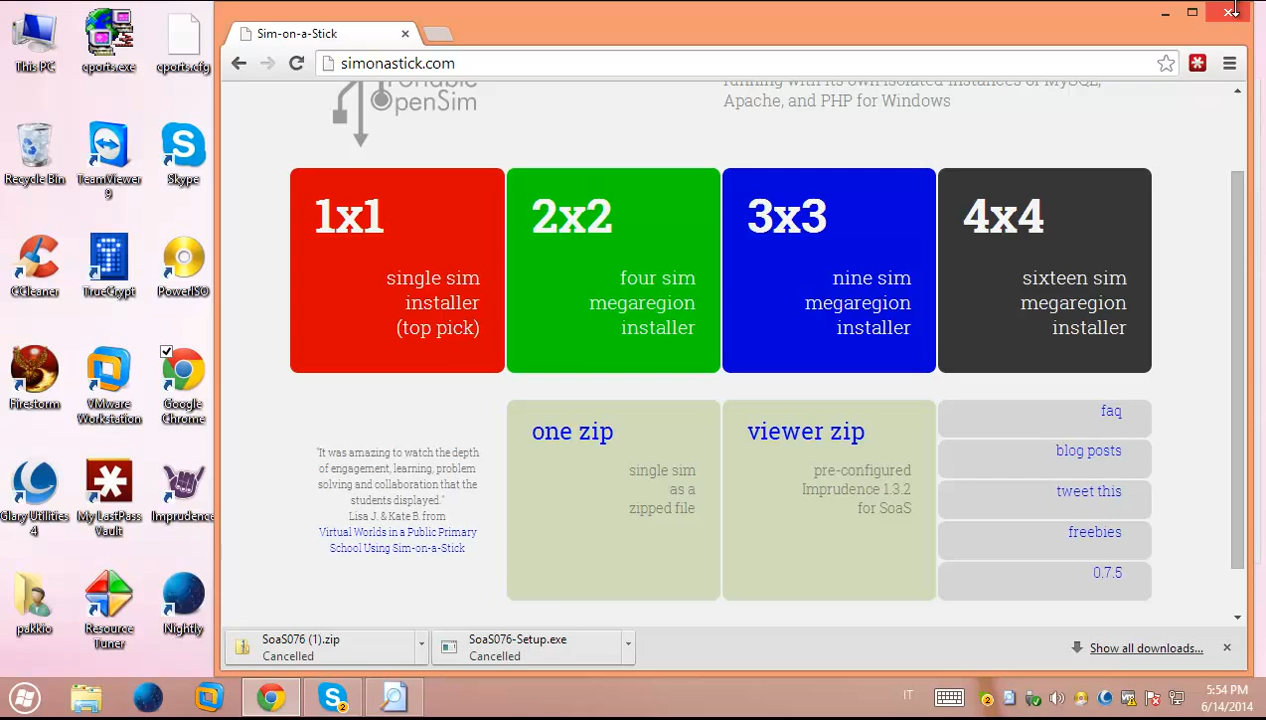 This PC
cports.exe
cports.cfg
Recycle Bin
TeamViewer 9
Skype
CCleaner
TrueCrypt
PowerISO
Firestorm
VMware Workstation
Google Chrome
Glary Utilities 4
My LastPass Vault
Imprudence
pakkio
Resource Tuner
Nightly
Sim-on-a-Stick
simonastick.com
running with its own isolated instances of MySQL,
OpenSim
Apache, and PHP for Windows
1x1
single sim
installer
(top pick)
2x2
four sim
megaregion
installer
3x3
nine sim
megaregion
installer
4x4
sixteen sim
megaregion
installer
"It was amazing to watch the depth
of engagement, learning, problem
solving and collaboration that the
students displayed."
Lisa J. & Kate B. from
Virtual Worlds in a Public Primary
School Using Sim-on-a-Stick
one zip
single sim
as a
zipped file
viewer zip
pre-configured
Imprudence 1.3.2
for SoaS
faq
blog posts
tweet this
freebies
0.7.5
SoaS076 (1).zip
Cancelled
SoaS076-Setup.exe
Cancelled
Show all downloads...
IT
5:54 PM
6/14/2014